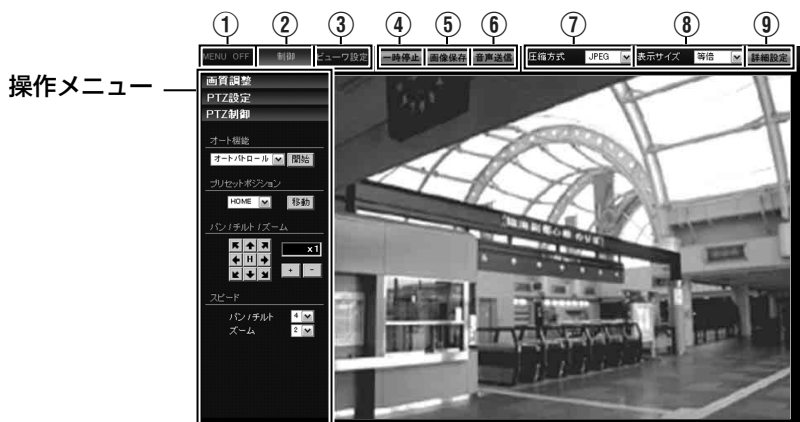 ① ② ③ ④ ⑤ ⑥ ⑦ ⑧ ⑨
MENU OFF 制御 ビューワ設定 一時停止 画像保存 音声送信 圧縮方式 JPEG 表示サイズ 等倍 詳細設定
操作メニュー
画質調整
PTZ設定
PTZ制御
オート機能
オートパトロール 開始
プリセットポジション
HOME 移動
パン/チルト/ズーム
x1
H
+ -
スピード
パン/チルト 4
ズーム 2